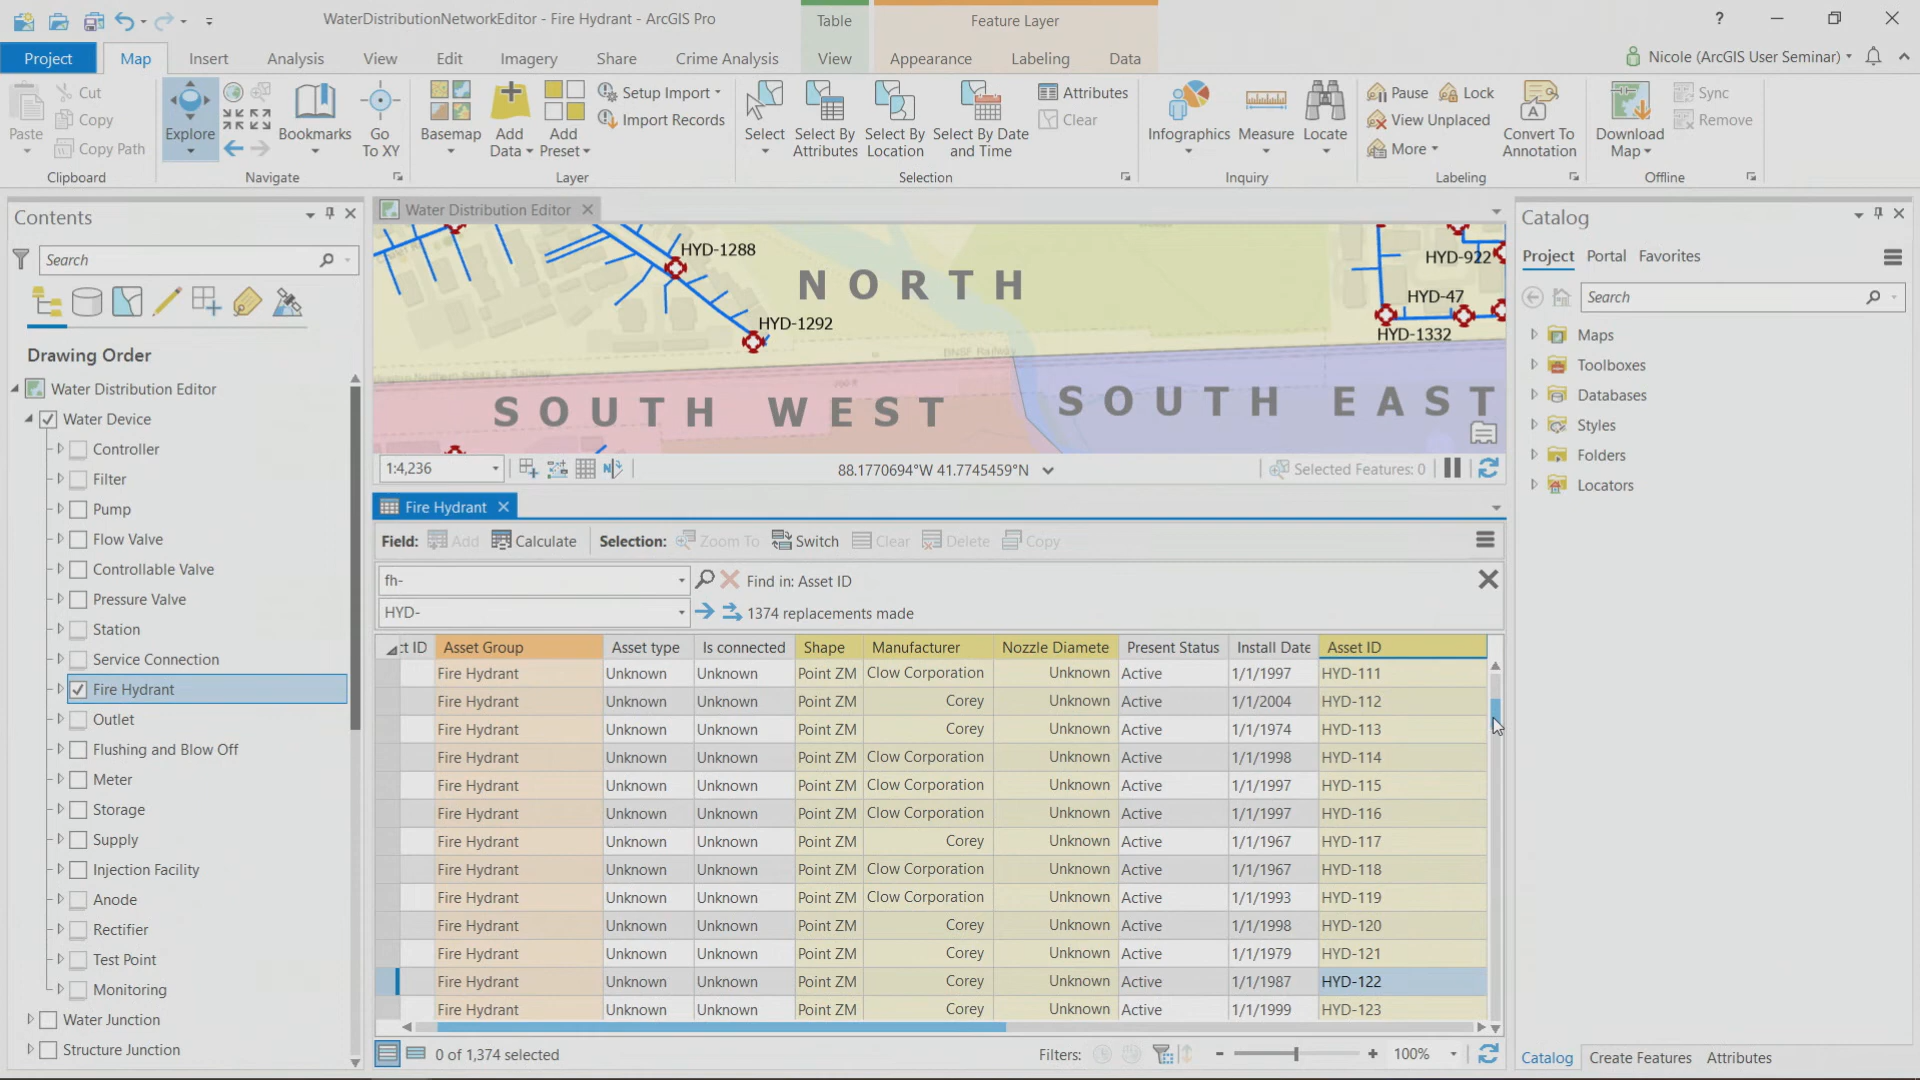 WaterDistributionNetworkEditor - Fire Hydrant - ArcGIS Pro
Table
Feature Layer
?
Project
Map
Insert
Analysis
View
Edit
Imagery
Share
Crime Analysis
View
Appearance
Labeling
Data
Nicole (ArcGIS User Seminar)
Paste
Cut
Copy
Copy Path
Clipboard
Explore
Bookmarks
Go To XY
Navigate
Basemap
Add Data
Add Preset
Setup Import
Import Records
Layer
Select
Select By Attributes
Select By Location
Select By Date and Time
Attributes
Clear
Selection
Infographics
Measure
Locate
Inquiry
Pause
Lock
View Unplaced
More
Convert To Annotation
Labeling
Download Map
Sync
Remove
Offline
Contents
Search
Drawing Order
Water Distribution Editor
Water Device
Controller
Filter
Pump
Flow Valve
Controllable Valve
Pressure Valve
Station
Service Connection
Fire Hydrant
Outlet
Flushing and Blow Off
Meter
Storage
Supply
Injection Facility
Anode
Rectifier
Test Point
Monitoring
Water Junction
Structure Junction
Water Distribution Editor
HYD-1288
HYD-1292
NORTH
HYD-922
HYD-47
HYD-1332
BNSF Railway
SOUTH WEST
SOUTH EAST
1:4,236
88.1770694°W 41.7745459°N
Selected Features: 0
Fire Hydrant
Field: Add Calculate Selection: Zoom To Switch Clear Delete Copy
fh- Find in: Asset ID
HYD- 1374 replacements made
:t ID Asset Group Asset type Is connected Shape Manufacturer Nozzle Diamete Present Status Install Date Asset ID
Fire Hydrant Unknown Unknown Point ZM Clow Corporation Unknown Active 1/1/1997 HYD-111
Fire Hydrant Unknown Unknown Point ZM Corey Unknown Active 1/1/2004 HYD-112
Fire Hydrant Unknown Unknown Point ZM Corey Unknown Active 1/1/1974 HYD-113
Fire Hydrant Unknown Unknown Point ZM Clow Corporation Unknown Active 1/1/1998 HYD-114
Fire Hydrant Unknown Unknown Point ZM Clow Corporation Unknown Active 1/1/1997 HYD-115
Fire Hydrant Unknown Unknown Point ZM Clow Corporation Unknown Active 1/1/1997 HYD-116
Fire Hydrant Unknown Unknown Point ZM Corey Unknown Active 1/1/1967 HYD-117
Fire Hydrant Unknown Unknown Point ZM Clow Corporation Unknown Active 1/1/1967 HYD-118
Fire Hydrant Unknown Unknown Point ZM Clow Corporation Unknown Active 1/1/1993 HYD-119
Fire Hydrant Unknown Unknown Point ZM Corey Unknown Active 1/1/1998 HYD-120
Fire Hydrant Unknown Unknown Point ZM Corey Unknown Active 1/1/1979 HYD-121
Fire Hydrant Unknown Unknown Point ZM Corey Unknown Active 1/1/1987 HYD-122
Fire Hydrant Unknown Unknown Point ZM Corey Unknown Active 1/1/1999 HYD-123
0 of 1,374 selected
Filters:
100%
Catalog
Project
Portal
Favorites
Search
Maps
Toolboxes
Databases
Styles
Folders
Locators
Catalog
Create Features
Attributes